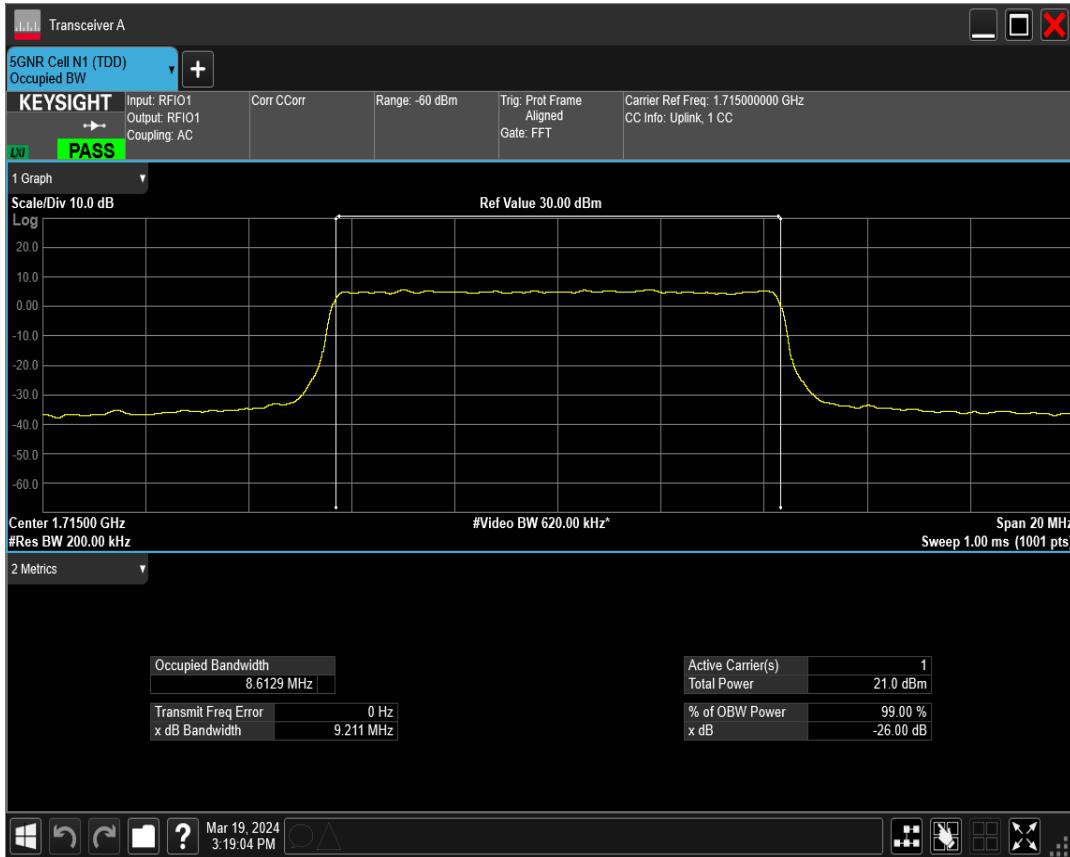 Transceiver A
5GNR Cell N1 (TDD)
Occupied BW
+
KEYSIGHT
LXI
PASS
Input: RFIO1
Output: RFIO1
Coupling: AC
Corr CCorr
Range: -60 dBm
Trig: Prot Frame
Aligned
Gate: FFT
Carrier Ref Freq: 1.715000000 GHz
CC Info: Uplink, 1 CC
1 Graph
Scale/Div 10.0 dB
Ref Value 30.00 dBm
Log
20.0
10.0
0.00
-10.0
-20.0
-30.0
-40.0
-50.0
-60.0
Center 1.71500 GHz
#Video BW 620.00 kHz*
Span 20 MHz
#Res BW 200.00 kHz
Sweep 1.00 ms (1001 pts)
2 Metrics
Occupied Bandwidth
8.6129 MHz
Transmit Freq Error 0 Hz
x dB Bandwidth 9.211 MHz
Active Carrier(s) 1
Total Power 21.0 dBm
% of OBW Power 99.00 %
x dB -26.00 dB
?
Mar 19, 2024
3:19:04 PM